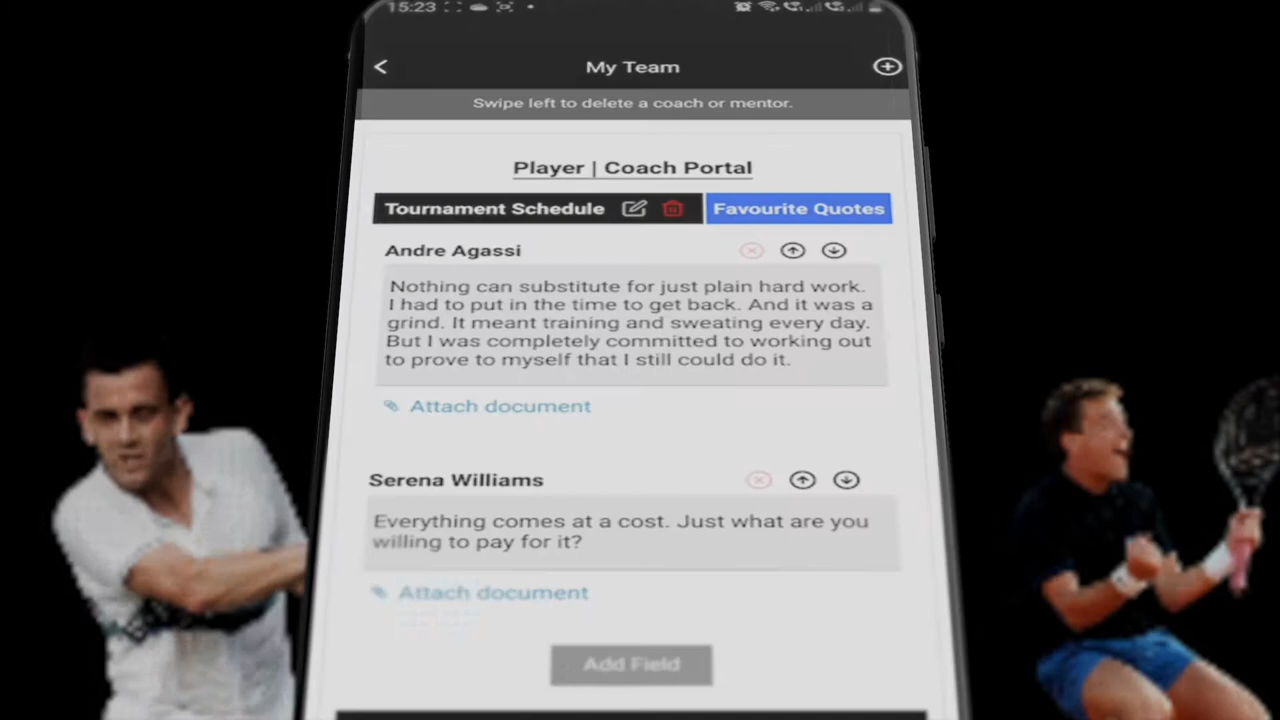 15:23
My Team
Swipe left to delete a coach or mentor.
Player | Coach Portal
Tournament Schedule
Favourite Quotes
Andre Agassi
Nothing can substitute for just plain hard work.
I had to put in the time to get back. And it was a
grind. It meant training and sweating every day.
But I was completely committed to working out
to prove to myself that I still could do it.
Attach document
Serena Williams
Everything comes at a cost. Just what are you
willing to pay for it?
Attach document
Add Field